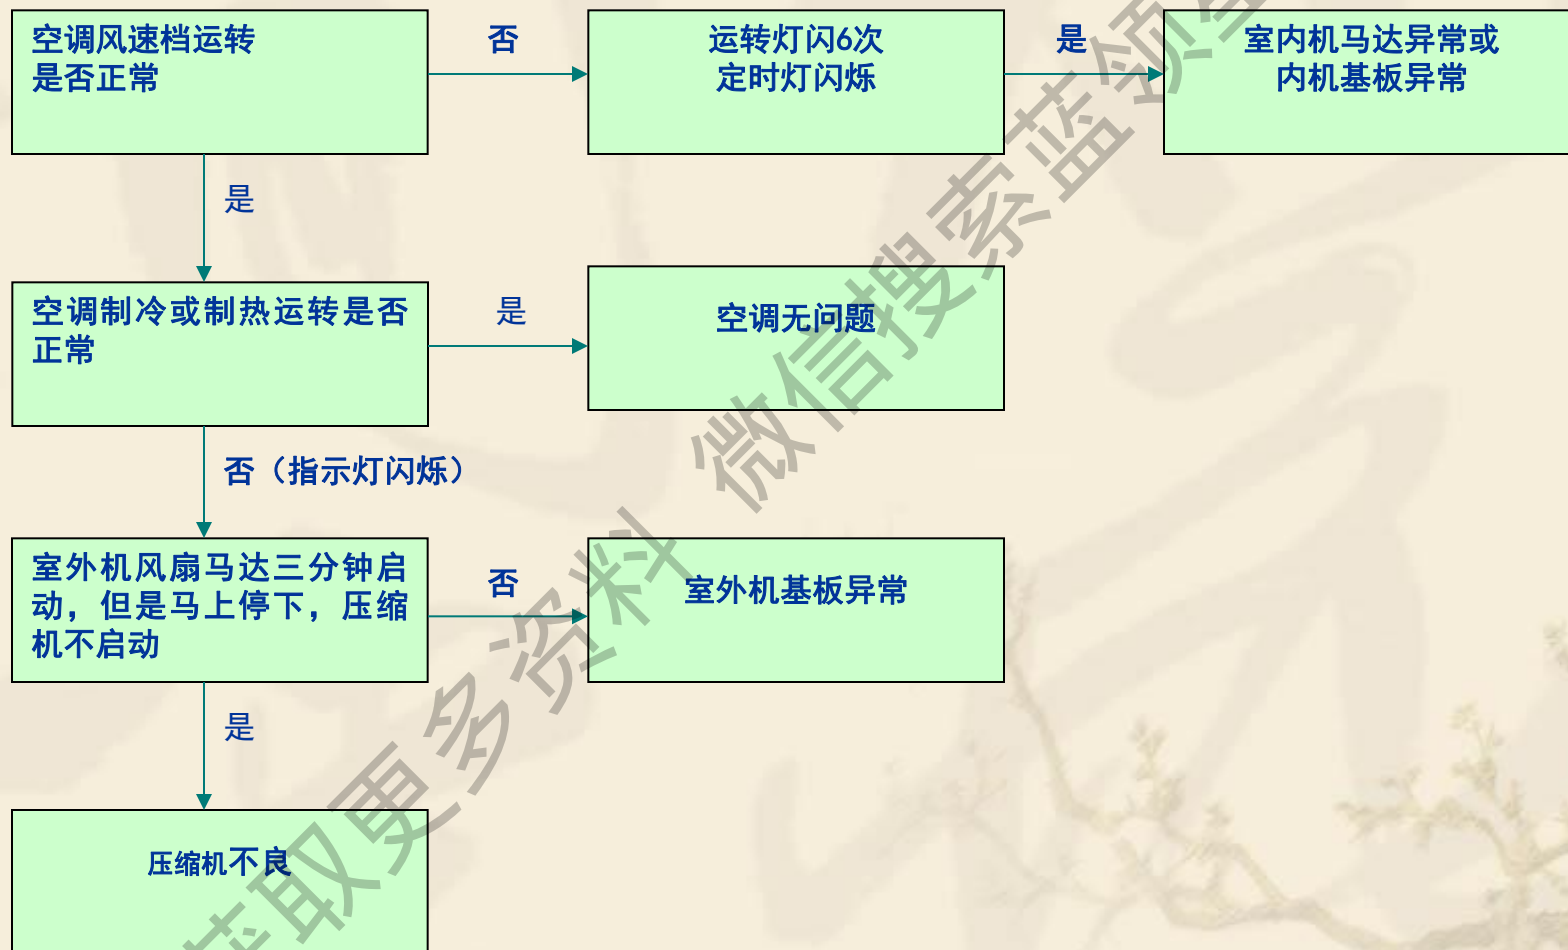 空调风速档运转
是否正常
否
运转灯闪6次
定时灯闪烁
是
室内机马达异常或
内机基板异常
是
空调制冷或制热运转是否
正常
是
空调无问题
否（指示灯闪烁）
室外机风扇马达三分钟启
动，但是马上停下，压缩
机不启动
否
室外机基板异常
是
压缩机不良
获取更多资料 微信搜索蓝领